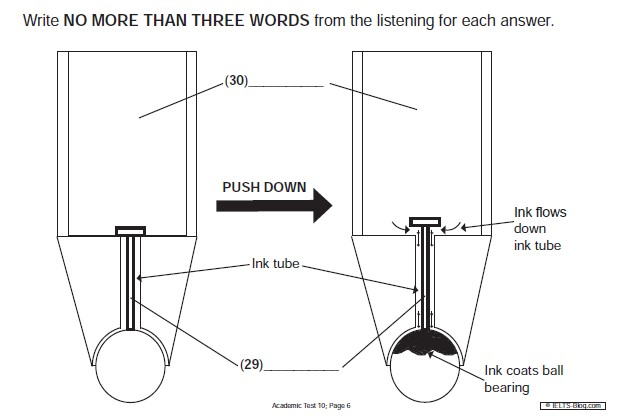 Write NO MORE THAN THREE WORDS from the listening for each answer.
(30)__________
PUSH DOWN
Ink flows
down
ink tube
Ink tube
(29)__________
Ink coats ball
bearing
Academic Test 10; Page 6
© IELTS-Blog.com